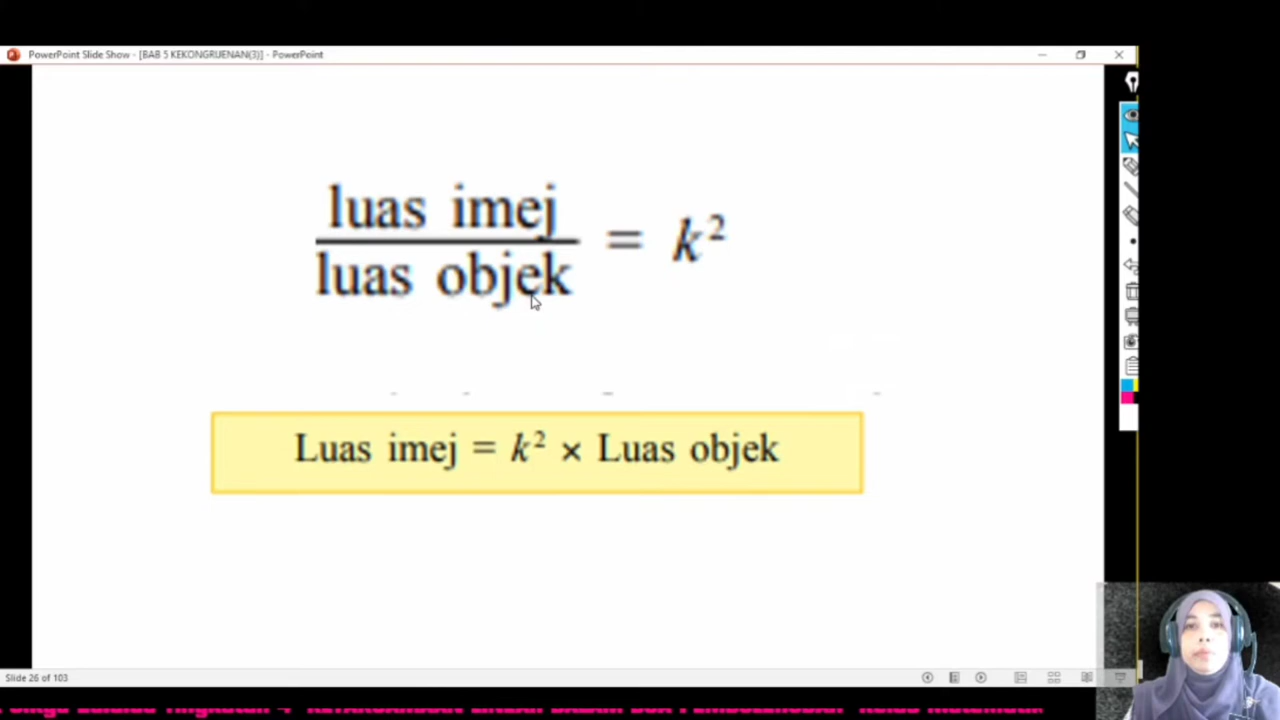 PowerPoint Slide Show - [BAB 5 KEKONGRUENAN(3)] - PowerPoint
luas imej
luas objek
= k²
Luas imej = k² × Luas objek
Slide 26 of 103